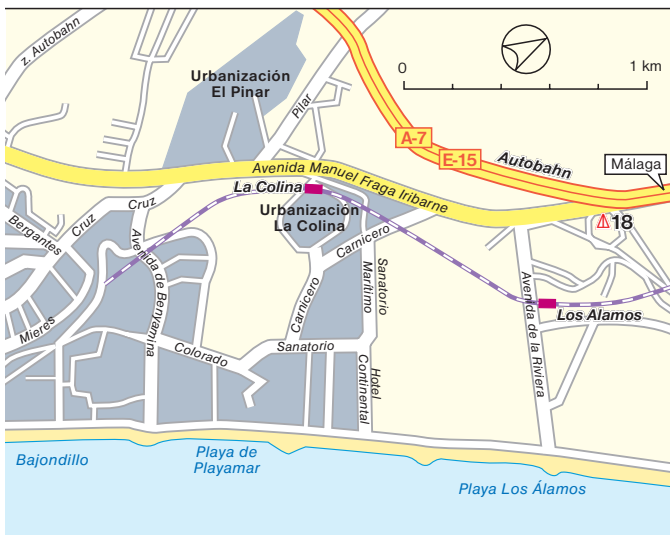 z. Autobahn
Urbanización
El Pinar
Pilar
0
1 km
A-7
E-15
Autobahn
Málaga
Avenida Manuel Fraga Iribarne
La Colina
Urbanización
La Colina
18
Bergantes
Cruz
Cruz
Carnicero
Carnicero
Avenida de Benyamina
Sanatorio
Marítimo
Avenida de la Riviera
Los Alamos
Mieres
Colorado
Sanatorio
Hotel
Continental
Bajondillo
Playa de
Playamar
Playa Los Álamos